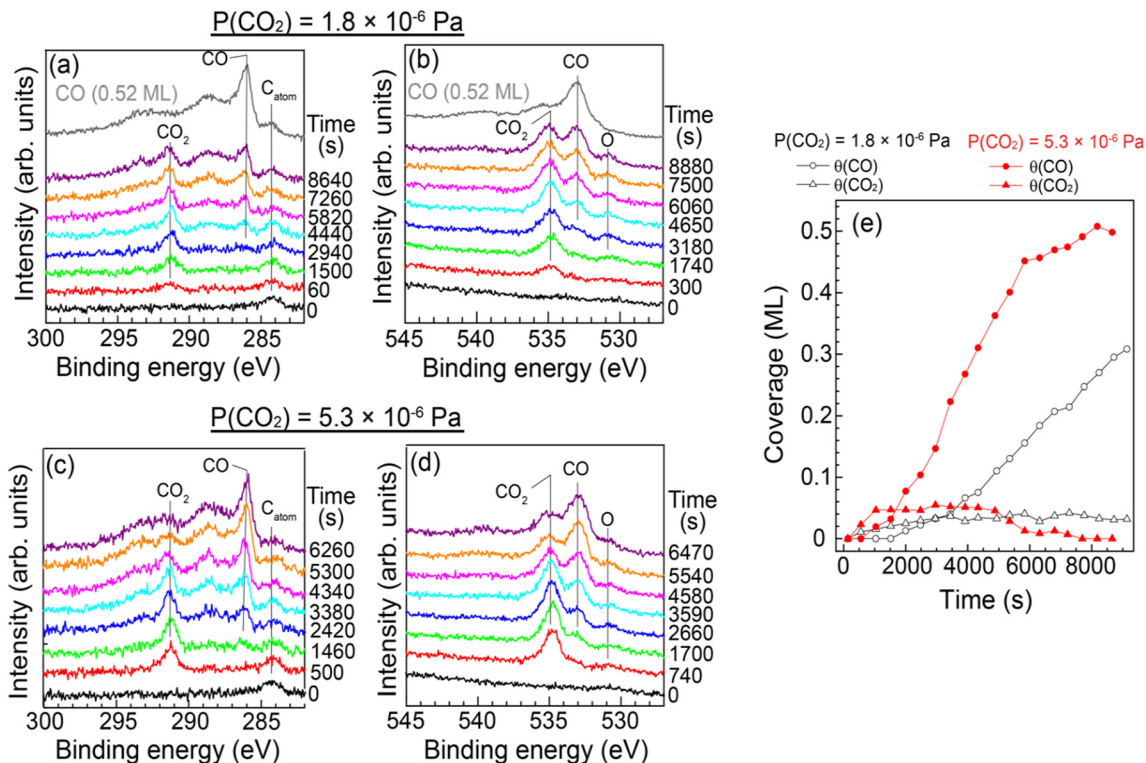 P(CO₂) = 1.8 × 10⁻⁶ Pa
(a)
CO
CO (0.52 ML)
C_atom
CO₂
Time
(s)
8640
7260
5820
4440
2940
1500
60
0
Intensity (arb. units)
300 295 290 285
Binding energy (eV)
(b)
CO
CO (0.52 ML)
CO₂
O
Time
(s)
8880
7500
6060
4650
3180
1740
300
0
Intensity (arb. units)
545 540 535 530
Binding energy (eV)
P(CO₂) = 5.3 × 10⁻⁶ Pa
(c)
CO
CO₂
C_atom
Time
(s)
6260
5300
4340
3380
2420
1460
500
0
Intensity (arb. units)
300 295 290 285
Binding energy (eV)
(d)
CO
CO₂
O
Time
(s)
6470
5540
4580
3590
2660
1700
740
0
Intensity (arb. units)
545 540 535 530
Binding energy (eV)
P(CO₂) = 1.8 × 10⁻⁶ Pa P(CO₂) = 5.3 × 10⁻⁶ Pa
θ(CO) θ(CO)
θ(CO₂) θ(CO₂)
(e)
0.5
0.4
0.3
0.2
0.1
0
Coverage (ML)
0 2000 4000 6000 8000
Time (s)